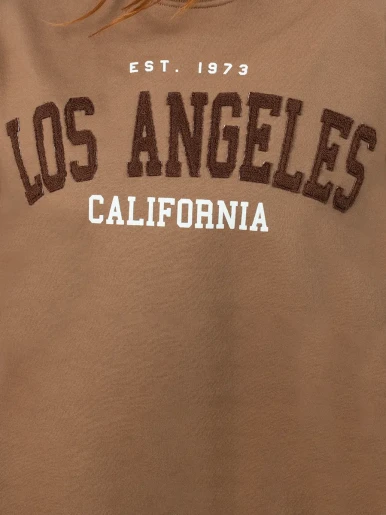 EST. 1973
LOS ANGELES
CALIFORNIA